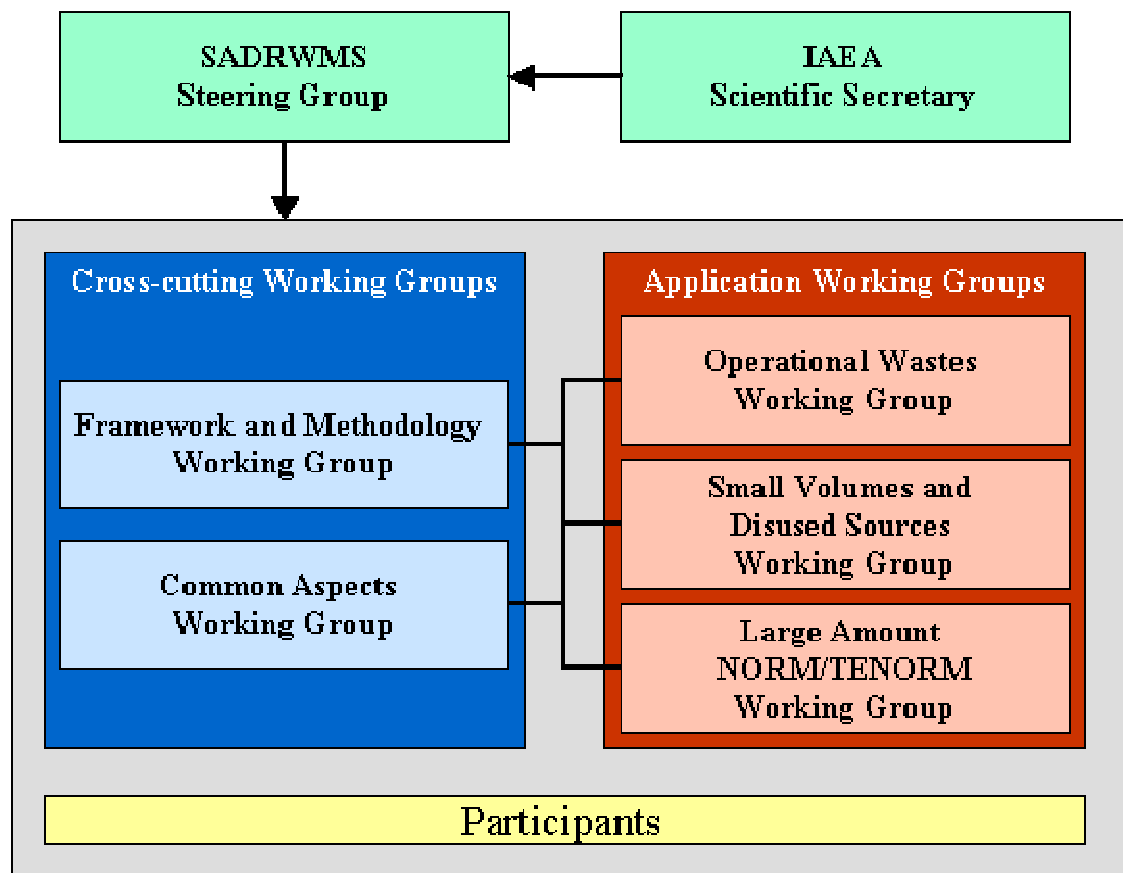 SADRWMS
Steering Group
IAEA
Scientific Secretary
Cross-cutting Working Groups
Framework and Methodology
Working Group
Common Aspects
Working Group
Application Working Groups
Operational Wastes
Working Group
Small Volumes and
Disused Sources
Working Group
Large Amount
NORM/TENORM
Working Group
Participants